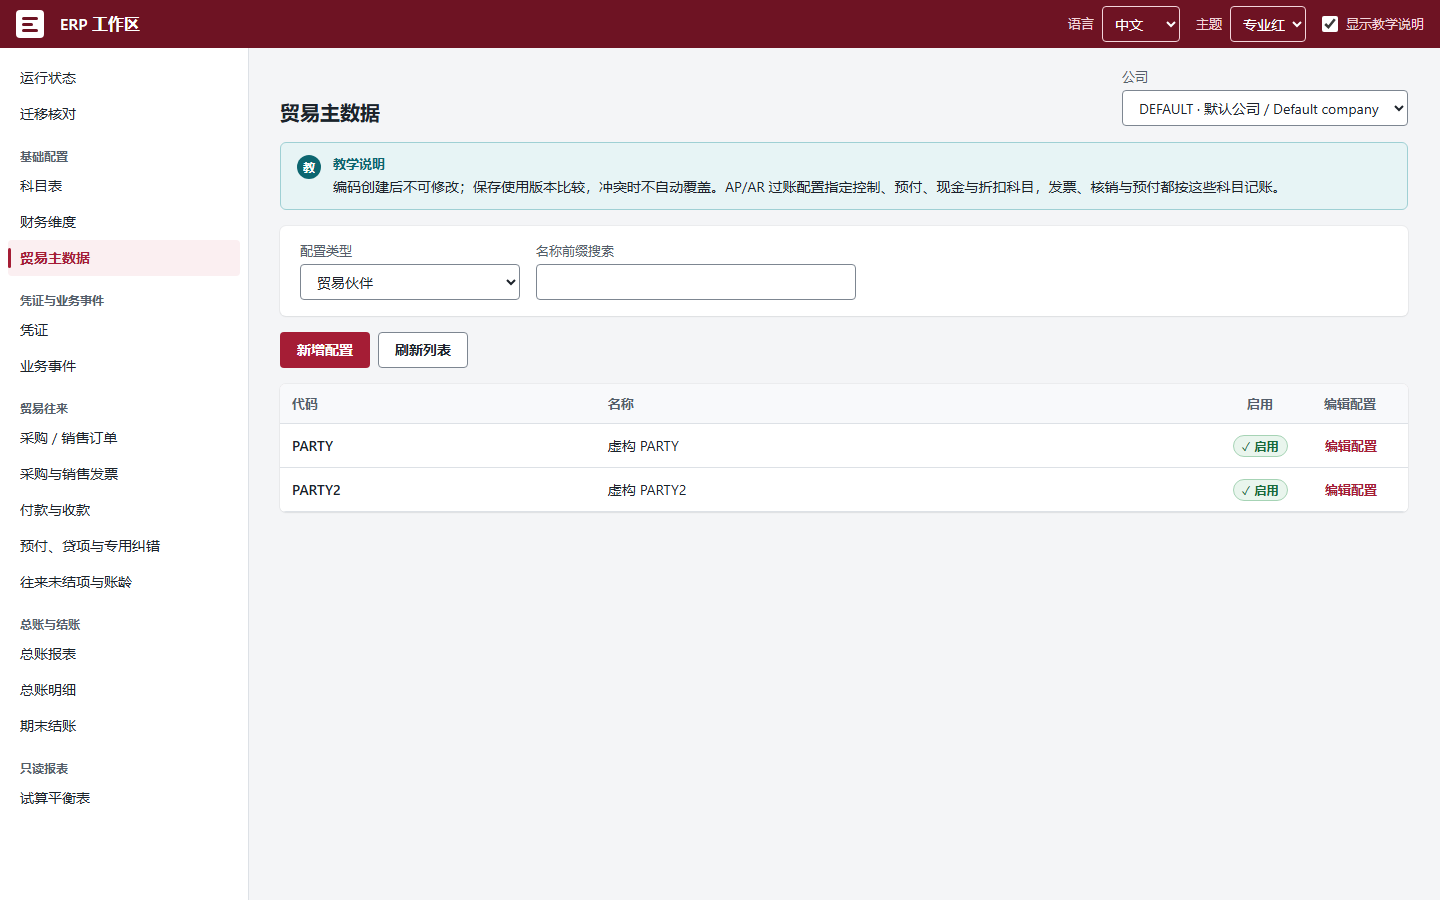 ERP 工作区
语言 中文 主题 专业红 显示教学说明
运行状态
迁移核对
基础配置
科目表
财务维度
贸易主数据
凭证与业务事件
凭证
业务事件
贸易往来
采购 / 销售订单
采购与销售发票
付款与收款
预付、贷项与专用纠错
往来未结项与账龄
总账与结账
总账报表
总账明细
期末结账
只读报表
试算平衡表
贸易主数据
公司
DEFAULT · 默认公司 / Default company
教 教学说明
编码创建后不可修改；保存使用版本比较，冲突时不自动覆盖。AP/AR 过账配置指定控制、预付、现金与折扣科目，发票、核销与预付都按这些科目记账。
配置类型 名称前缀搜索
贸易伙伴
新增配置 刷新列表
代码 名称 启用 编辑配置
PARTY 虚构 PARTY ✓ 启用 编辑配置
PARTY2 虚构 PARTY2 ✓ 启用 编辑配置